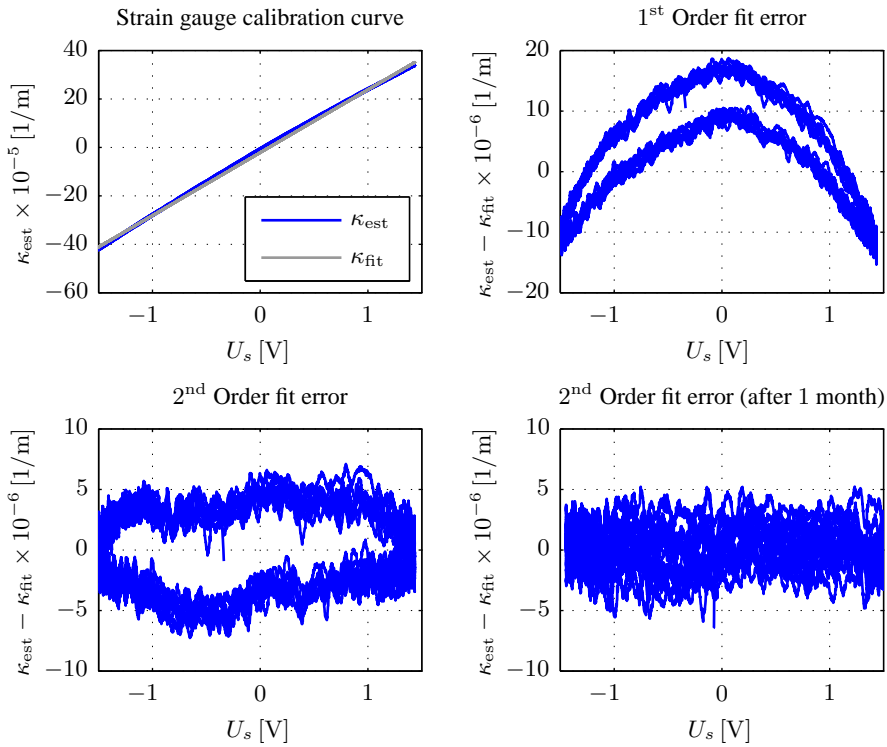 Strain gauge calibration curve
κest × 10−5 [1/m]
40
20
0
−20
−40
−60
κest
κfit
−1
0
1
Us [V]
1st Order fit error
κest − κfit × 10−6 [1/m]
20
10
0
−10
−20
−1
0
1
Us [V]
2nd Order fit error
κest − κfit × 10−6 [1/m]
10
5
0
−5
−10
−1
0
1
Us [V]
2nd Order fit error (after 1 month)
κest − κfit × 10−6 [1/m]
10
5
0
−5
−10
−1
0
1
Us [V]